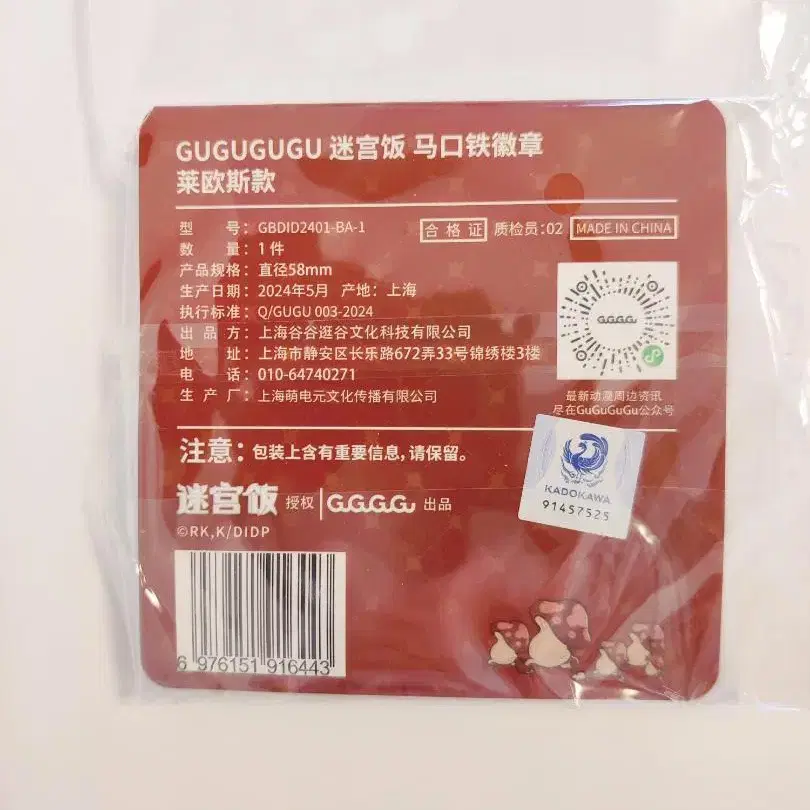 GUGUGUGU 迷宫饭 马口铁徽章
莱欧斯款
型 号：GBDID2401-BA-1
合格证 质检员：02 MADE IN CHINA
数 量：1 件
产品规格：直径58mm
生产日期：2024年5月 产地：上海
执行标准：Q/GUGU 003-2024
出 品 方：上海谷谷逛谷文化科技有限公司
地 址：上海市静安区长乐路672弄33号锦绣楼3楼
电 话：010-64740271
生 产 厂：上海萌电元文化传播有限公司
GGGG
最新动漫周边资讯
尽在GuGuGuGu公众号
注意：包装上含有重要信息，请保留。
迷宫饭 授权 GGGG 出品
©RK,K/DIDP
KADOKAWA
91457525
6 976151 916443